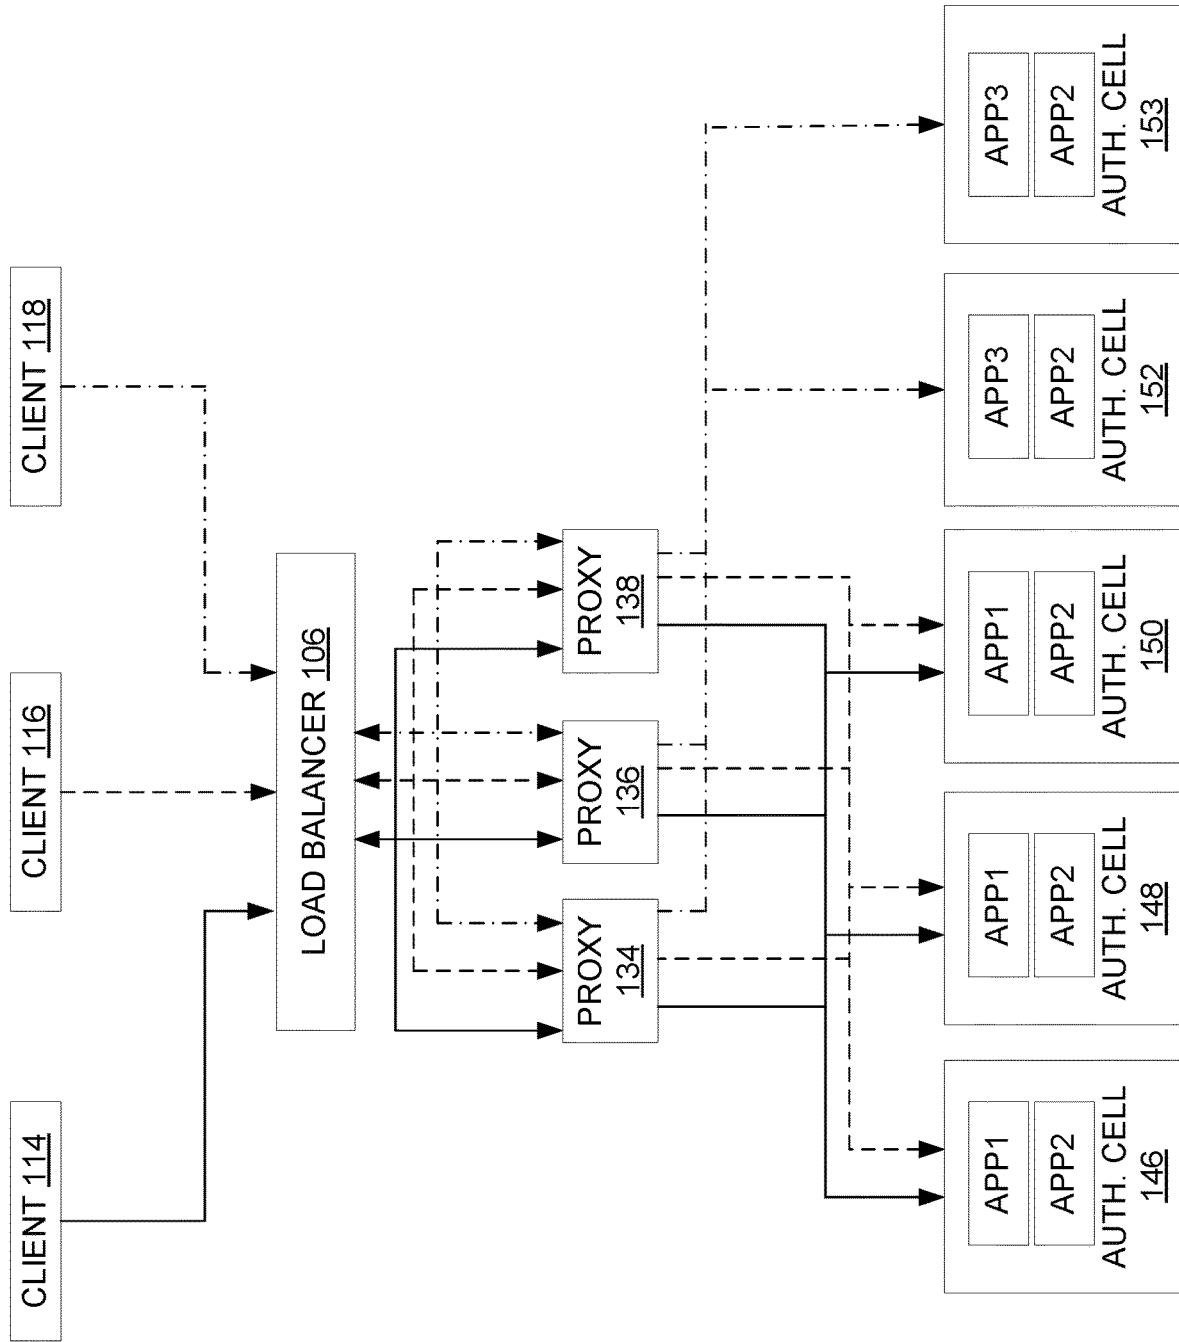 CLIENT 114
CLIENT 116
CLIENT 118
LOAD BALANCER 106
PROXY
134
PROXY
136
PROXY
138
APP1
APP2
AUTH. CELL
146
APP1
APP2
AUTH. CELL
148
APP1
APP2
AUTH. CELL
150
APP3
APP2
AUTH. CELL
152
APP3
APP2
AUTH. CELL
153